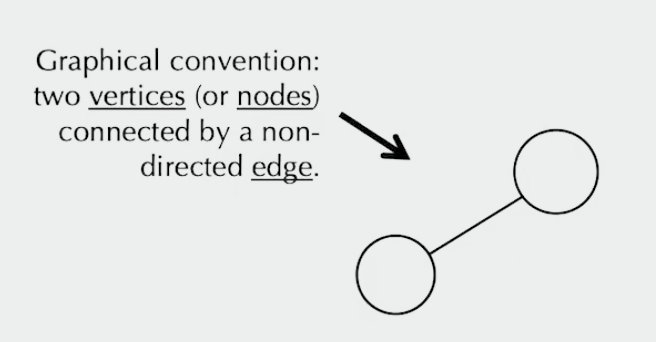 Graphical convention:
two vertices (or nodes)
connected by a non-
directed edge.